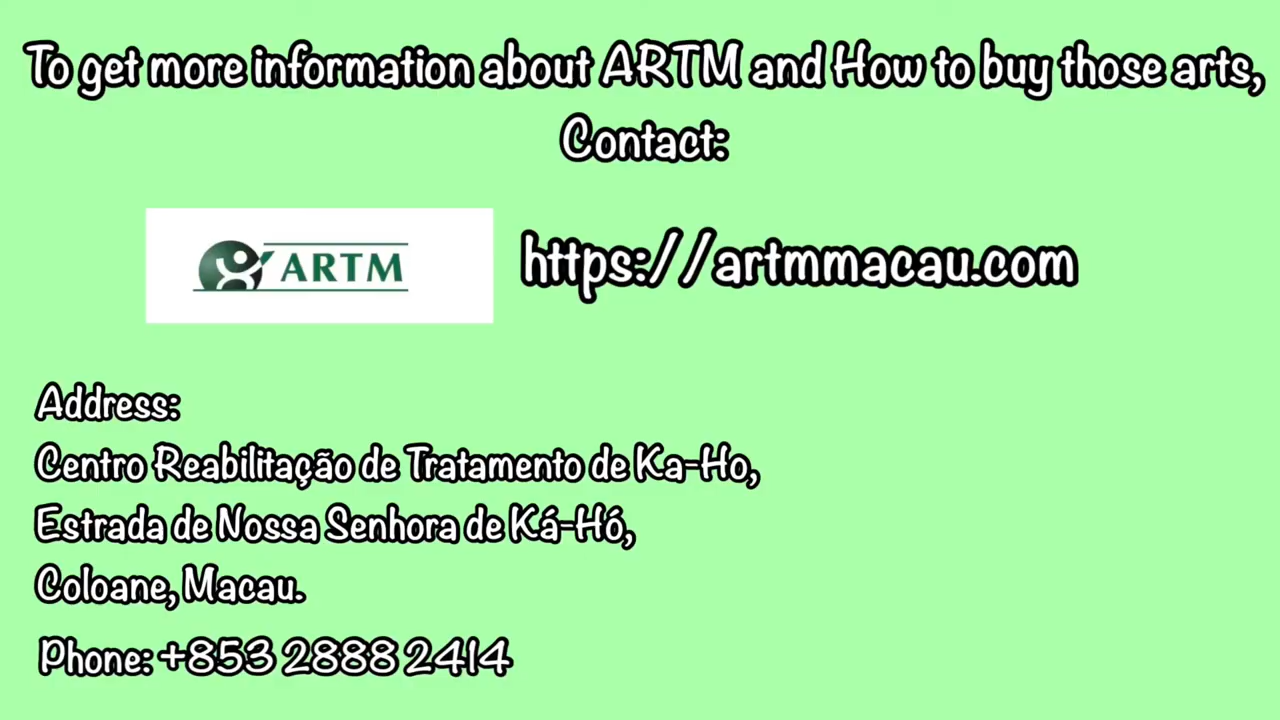 To get more information about ARTM and How to buy those arts,
Contact:
ARTM
https://artmmacau.com
Address:
Centro Reabilitação de Tratamento de Ka-Ho,
Estrada de Nossa Senhora de Ká-Hó,
Coloane, Macau.
Phone: +853 2888 2414